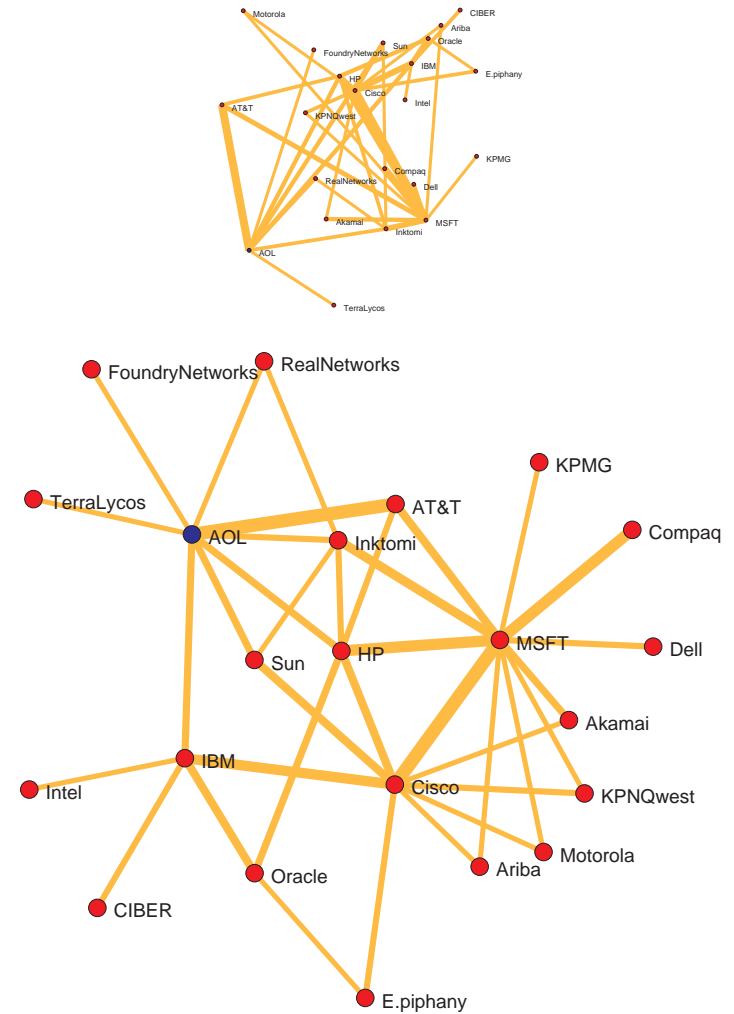 Motorola
CIBER
Ariba
Oracle
Sun
FoundryNetworks
IBM
E.piphany
HP
Cisco
Intel
AT&T
KPNQwest
KPMG
Compaq
RealNetworks
Dell
Akamai
MSFT
Inktomi
AOL
TerraLycos
FoundryNetworks
RealNetworks
KPMG
TerraLycos
AT&T
Compaq
AOL
Inktomi
MSFT
Dell
HP
Sun
Akamai
IBM
Cisco
Intel
KPNQwest
Motorola
Ariba
Oracle
CIBER
E.piphany